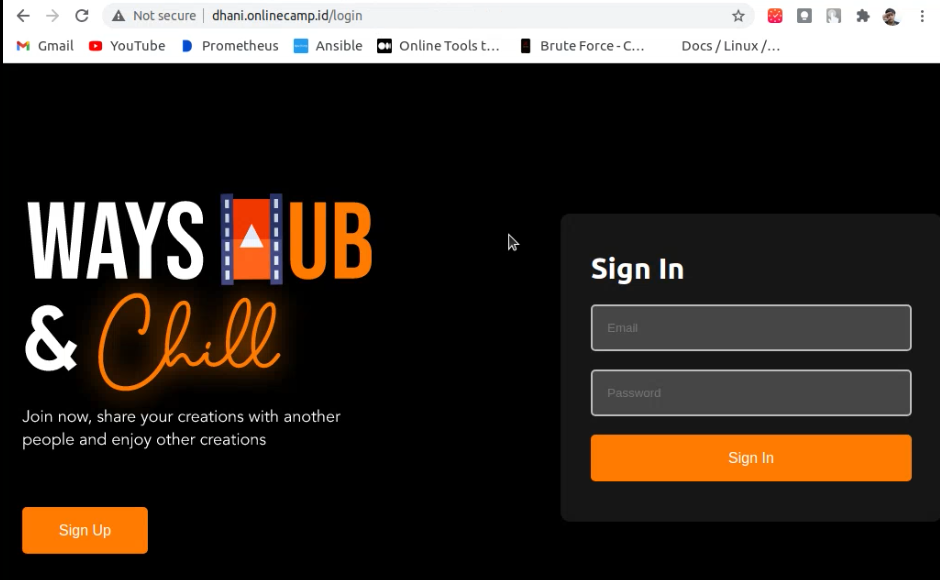 Not secure dhani.onlinecamp.id/login
Gmail YouTube Prometheus Ansible Online Tools t... Brute Force - C... Docs / Linux /...
WAYS HUB
& Chill
Join now, share your creations with another
people and enjoy other creations
Sign Up
Sign In
Email
Password
Sign In